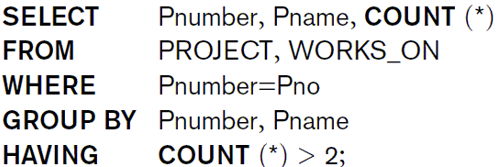 SELECT Pnumber, Pname, COUNT (*)
FROM PROJECT, WORKS_ON
WHERE Pnumber=Pno
GROUP BY Pnumber, Pname
HAVING COUNT (*) > 2;